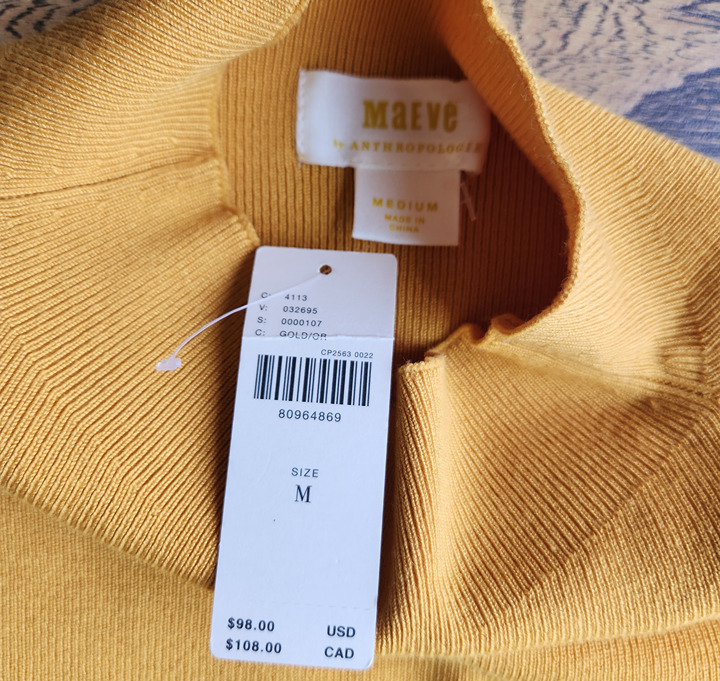 MaEVe
by ANTHROPOLOGIE
MEDIUM
MADE IN
CHINA
4113
V: 032695
S: 0000107
C: GOLD/OR
CP2563 0022
80964869
SIZE
M
$98.00 USD
$108.00 CAD